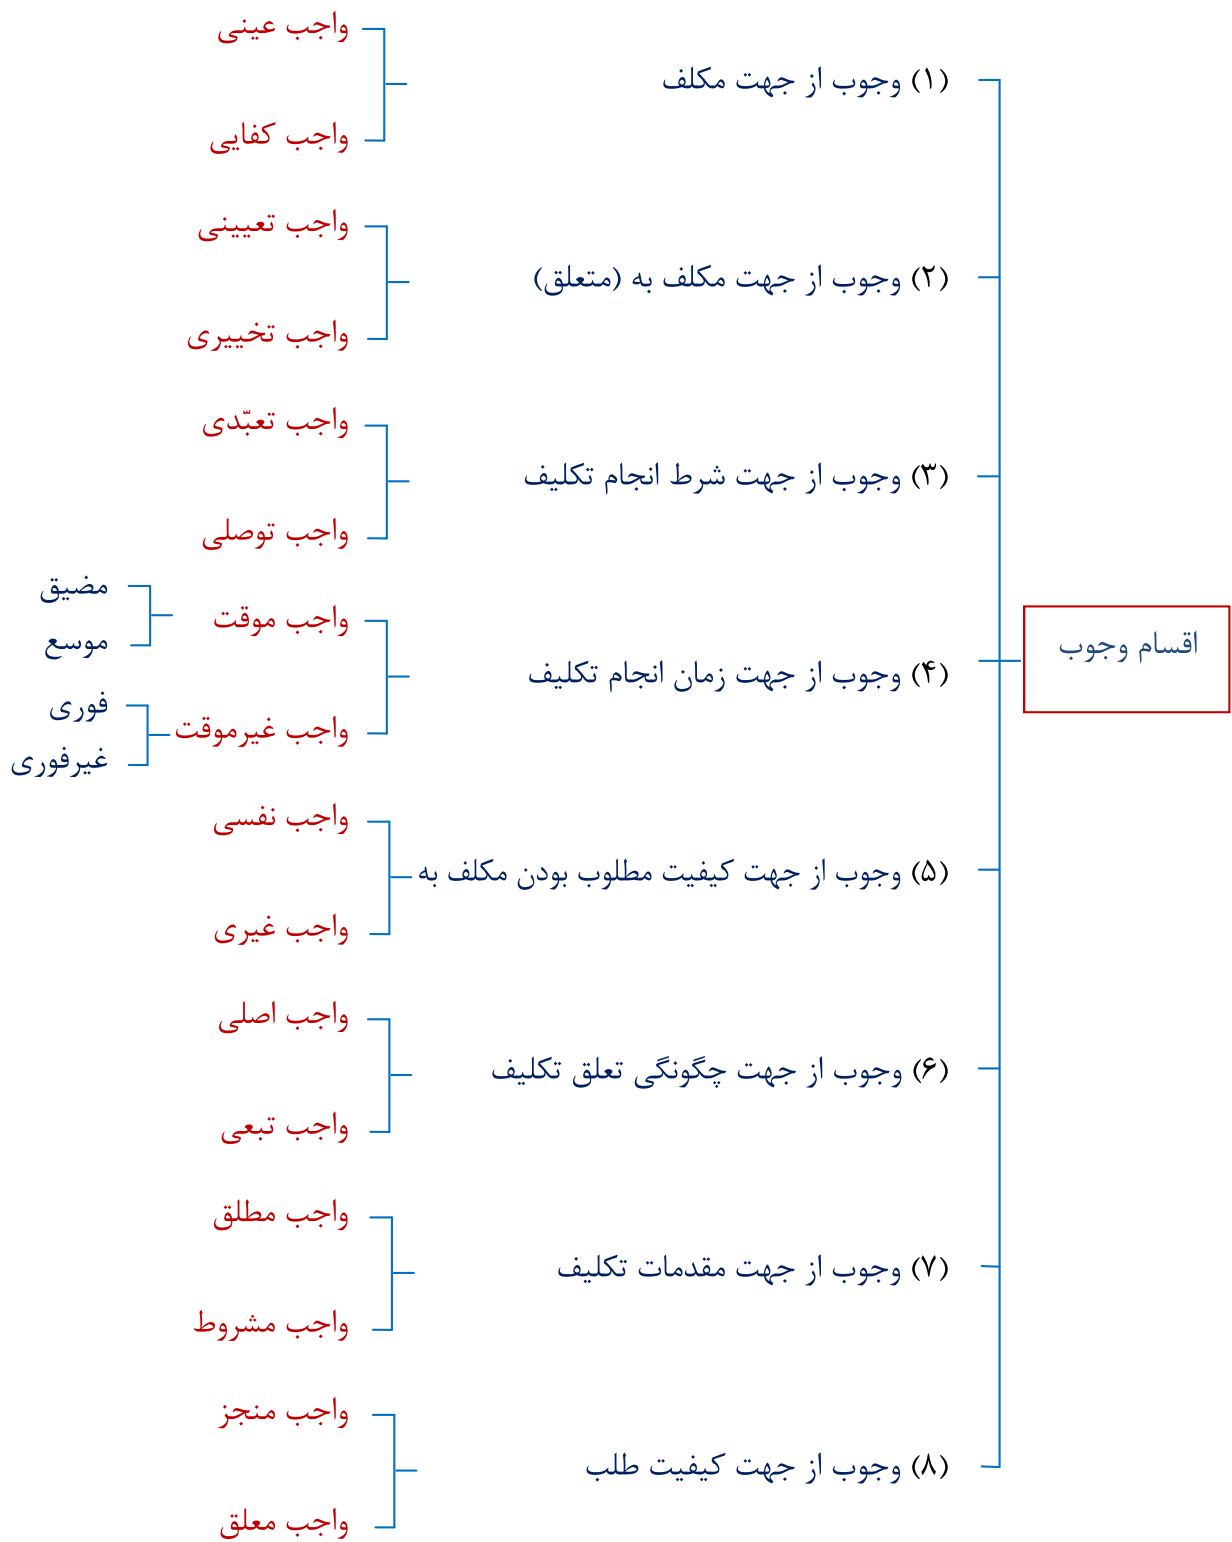 اقسام وجوب
(۱) وجوب از جهت مکلف
واجب عینی
واجب کفایی
(۲) وجوب از جهت مکلف به (متعلق)
واجب تعیینی
واجب تخییری
(۳) وجوب از جهت شرط انجام تکلیف
واجب تعبّدی
واجب توصلی
(۴) وجوب از جهت زمان انجام تکلیف
واجب موقت
مضیق
موسع
واجب غیرموقت
فوری
غیرفوری
(۵) وجوب از جهت کیفیت مطلوب بودن مکلف به
واجب نفسی
واجب غیری
(۶) وجوب از جهت چگونگی تعلق تکلیف
واجب اصلی
واجب تبعی
(۷) وجوب از جهت مقدمات تکلیف
واجب مطلق
واجب مشروط
(۸) وجوب از جهت کیفیت طلب
واجب منجز
واجب معلق